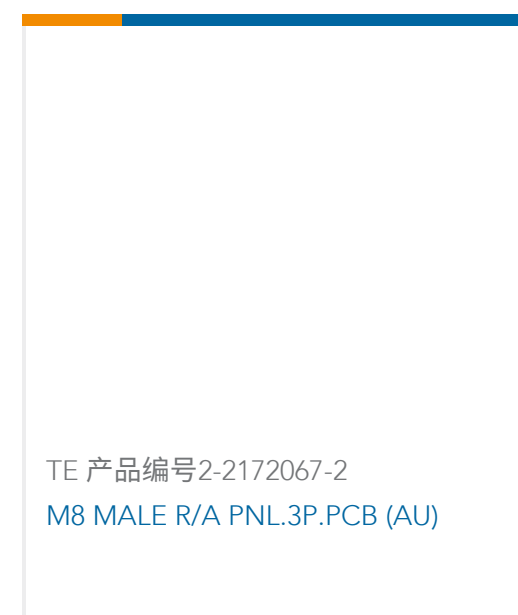 TE 产品编号2-2172067-2
M8 MALE R/A PNL.3P.PCB (AU)